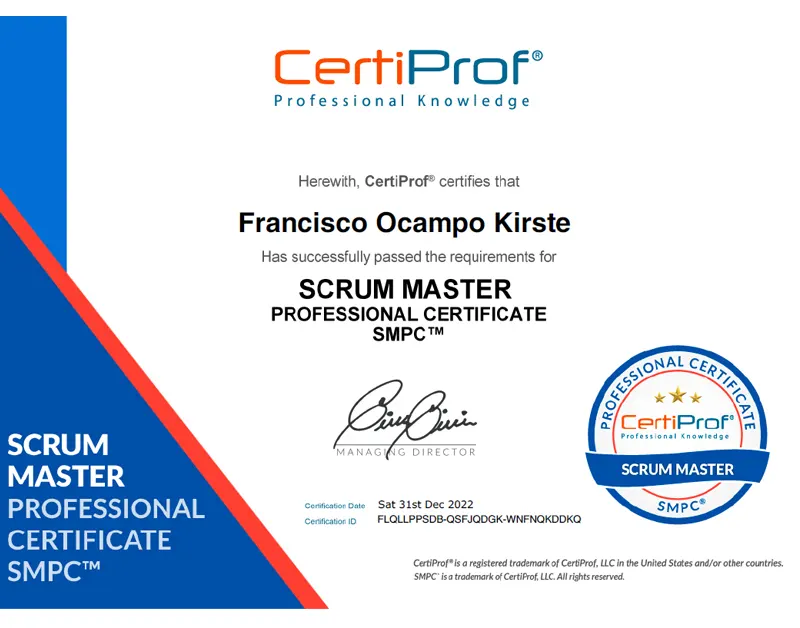 CertiProf®
Professional Knowledge
Herewith, CertiProf® certifies that
Francisco Ocampo Kirste
Has successfully passed the requirements for
SCRUM MASTER
PROFESSIONAL CERTIFICATE
SMPC™
MANAGING DIRECTOR
Certification Date Sat 31st Dec 2022
Certification ID FLQLLPPSDB-QSFJQDGK-WNFNQKDDKQ
SCRUM
MASTER
PROFESSIONAL
CERTIFICATE
SMPC™
PROFESSIONAL CERTIFICATE
CertiProf®
Professional Knowledge
SCRUM MASTER
SMPC®
CertiProf® is a registered trademark of CertiProf, LLC in the United States and/or other countries.
SMPC™ is a trademark of CertiProf, LLC. All rights reserved.